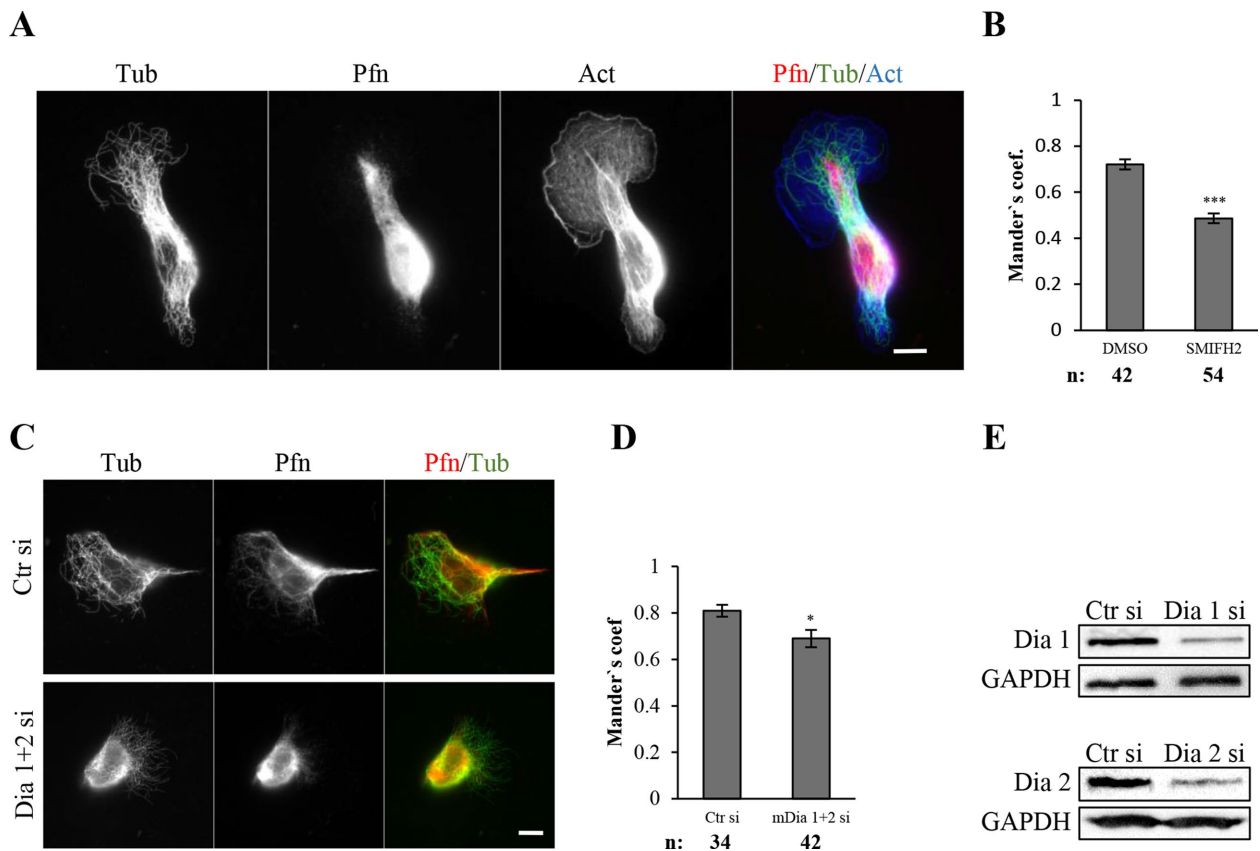 A
Tub Pfn Act Pfn/Tub/Act
B
Mander`s coef.
1
0.8
0.6
0.4
0.2
0
***
DMSO SMIFH2
n: 42 54
C
Tub Pfn Pfn/Tub
Ctr si
Dia 1+2 si
D
Mander`s coef
1
0.8
0.6
0.4
0.2
0
*
Ctr si mDia 1+2 si
n: 34 42
E
Ctr si Dia 1 si
Dia 1
GAPDH
Ctr si Dia 2 si
Dia 2
GAPDH